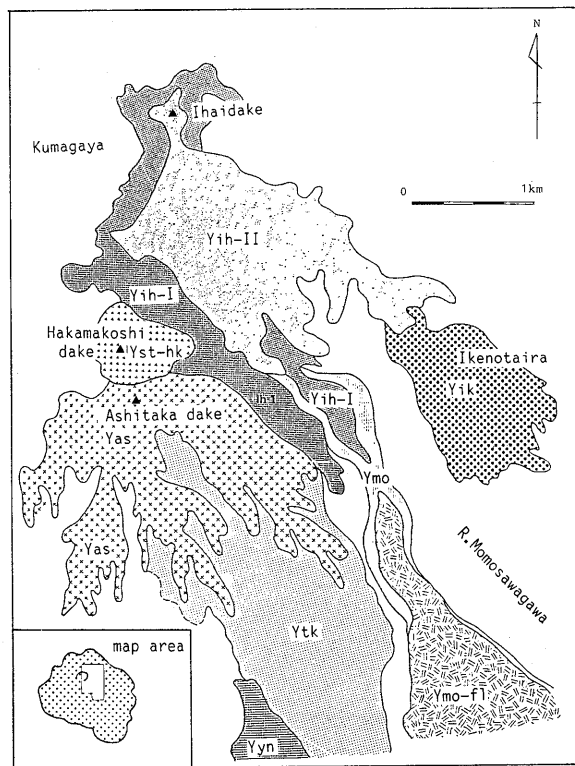 N
Ihaidake
Kumagaya
0 1km
Yih-II
Yih-I
Hakamakoshi
dake
Yst-hk
Ikenotaira
Yik
Ashitaka dake
Yas
Yih-I
Ymo
R.Momosawagawa
Yas
Ytk
map area
Ymo-fl
Yyn